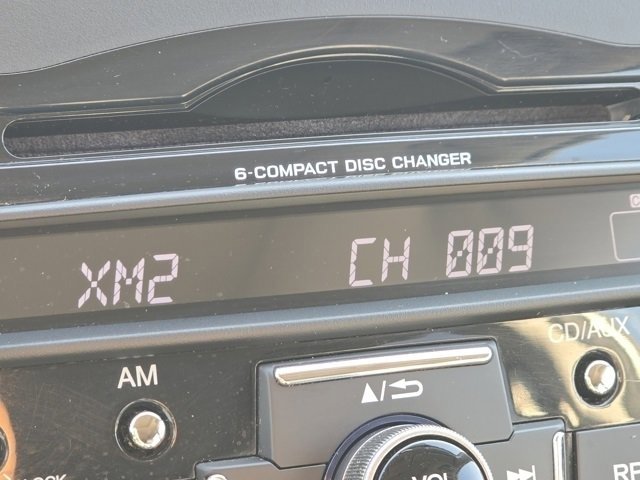 6-COMPACT DISC CHANGER
XM2 CH 009
CD/AUX
AM
VOL